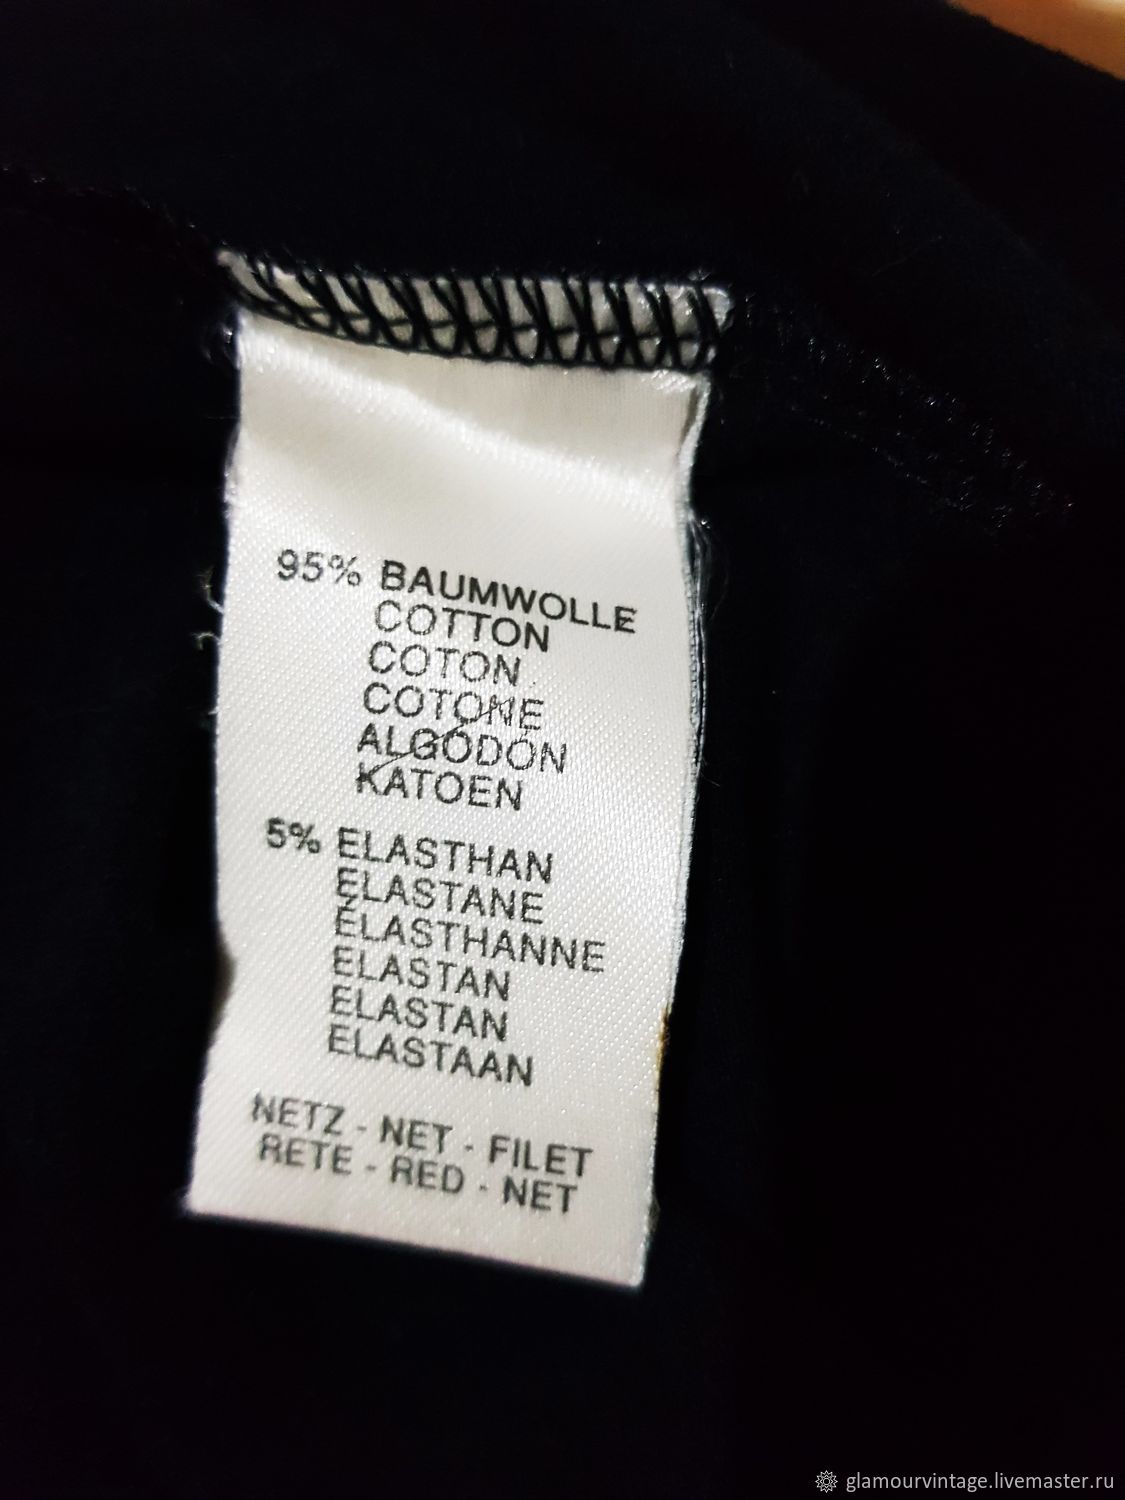 95% BAUMWOLLE
COTTON
COTON
COTONE
ALGODÓN
KATOEN
5% ELASTHAN
ELASTANE
ÉLASTHANNE
ELASTAN
ELASTAN
ELASTAAN
NETZ - NET - FILET
RETE - RED - NET
glamourvintage.livemaster.ru